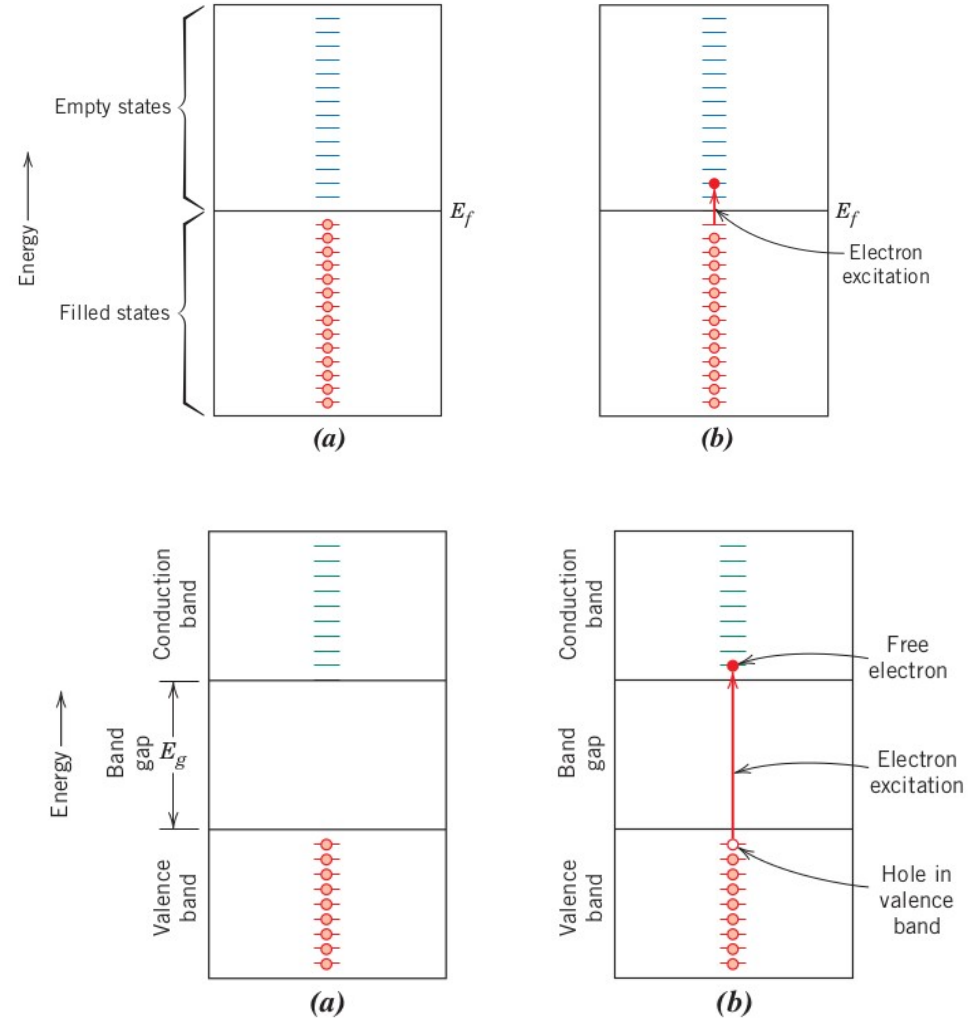 Empty states
E_f
E_f
Energy
Electron
excitation
Filled states
(a)
(b)
Conduction
band
Conduction
band
Free
electron
Energy
Band
gap
E_g
Band
gap
Electron
excitation
Valence
band
Valence
band
Hole in
valence
band
(a)
(b)